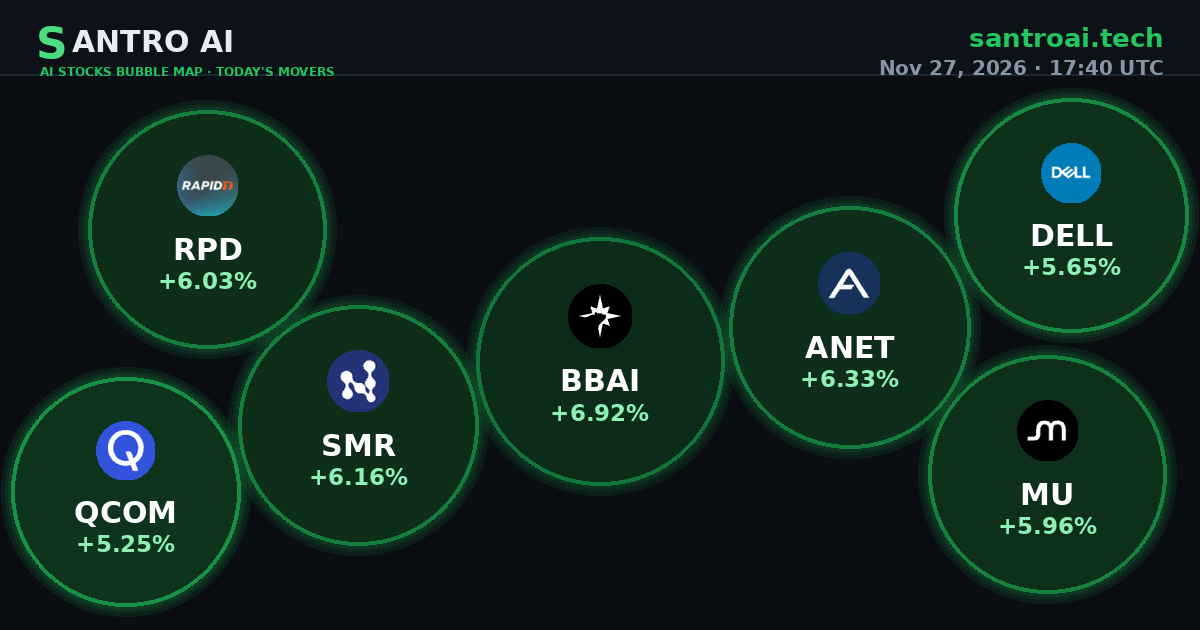 SANTRO AI
AI STOCKS BUBBLE MAP · TODAY'S MOVERS
santroai.tech
Nov 27, 2026 · 17:40 UTC
RAPID7
RPD
+6.03%
QCOM
+5.25%
SMR
+6.16%
BBAI
+6.92%
ANET
+6.33%
DELL
DELL
+5.65%
MU
+5.96%